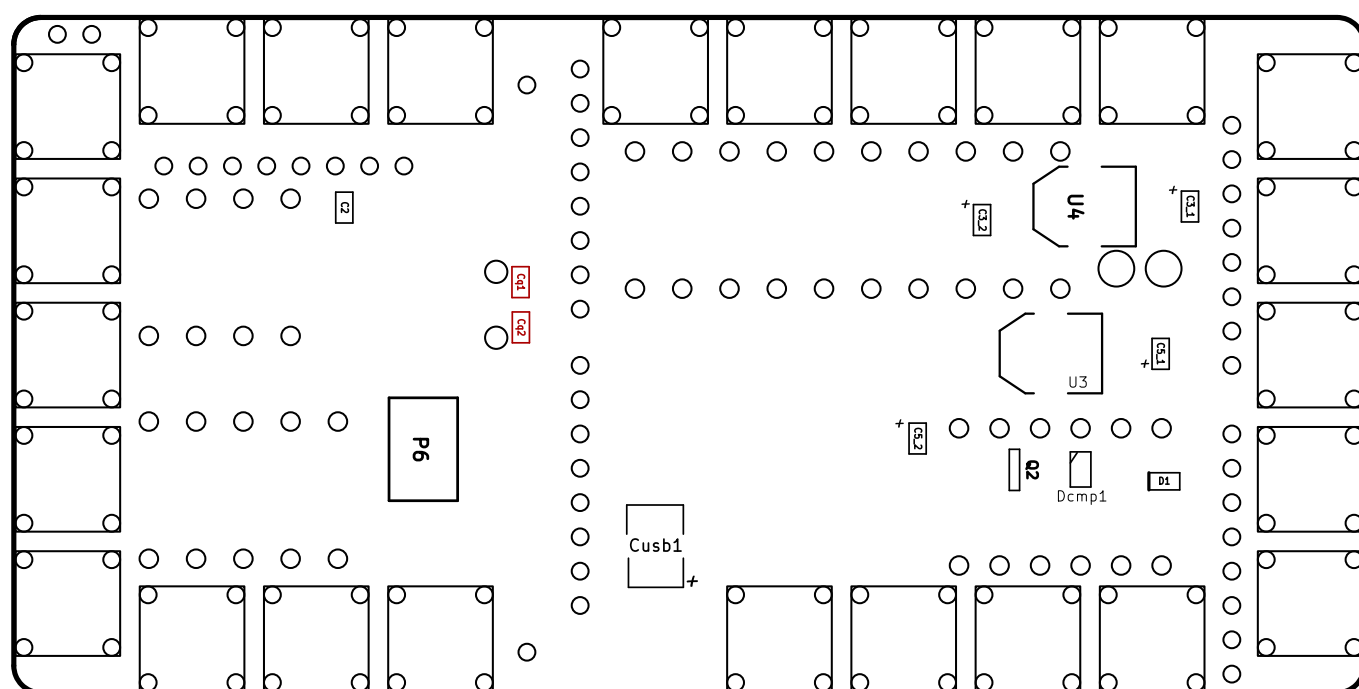 C2
U4
C3_1
C3_2
+
+
Cq1
Cq2
C5_1
+
U3
C5_2
+
P6
Q2
D1
Dcmp1
Cusb1
+